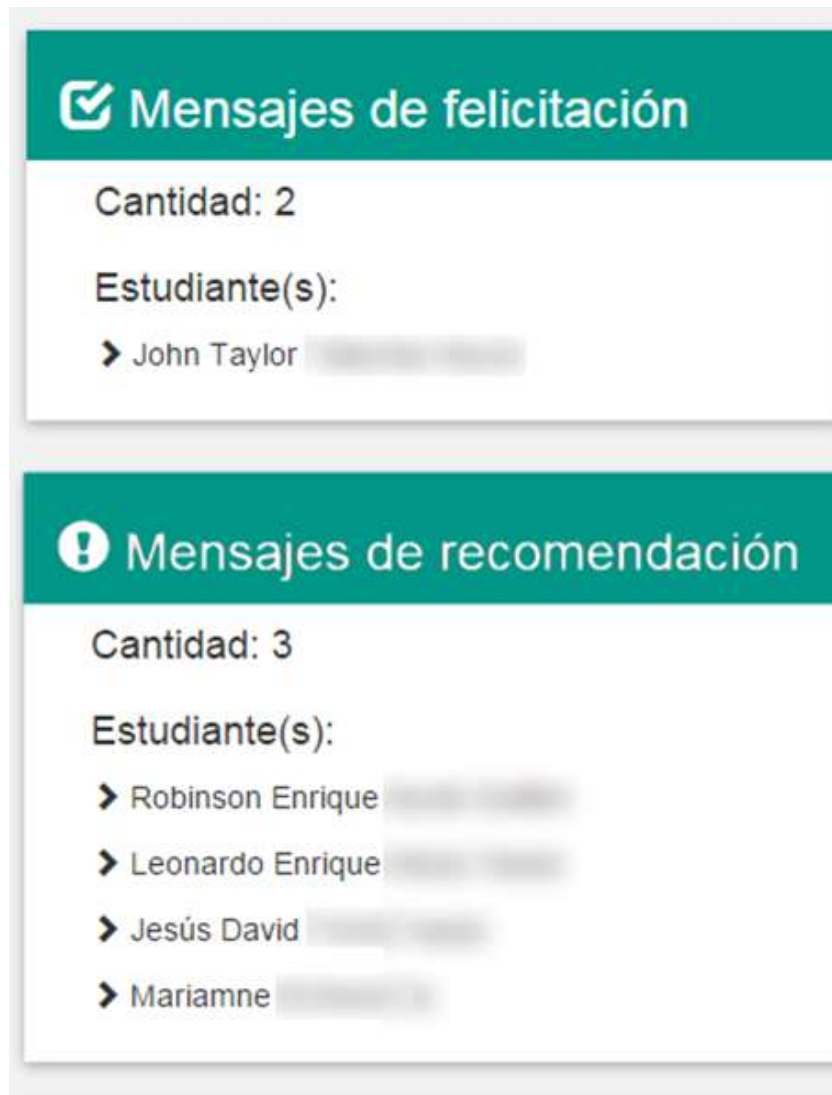 Mensajes de felicitación
Cantidad: 2
Estudiante(s):
John Taylor
Mensajes de recomendación
Cantidad: 3
Estudiante(s):
Robinson Enrique
Leonardo Enrique
Jesús David
Mariamne